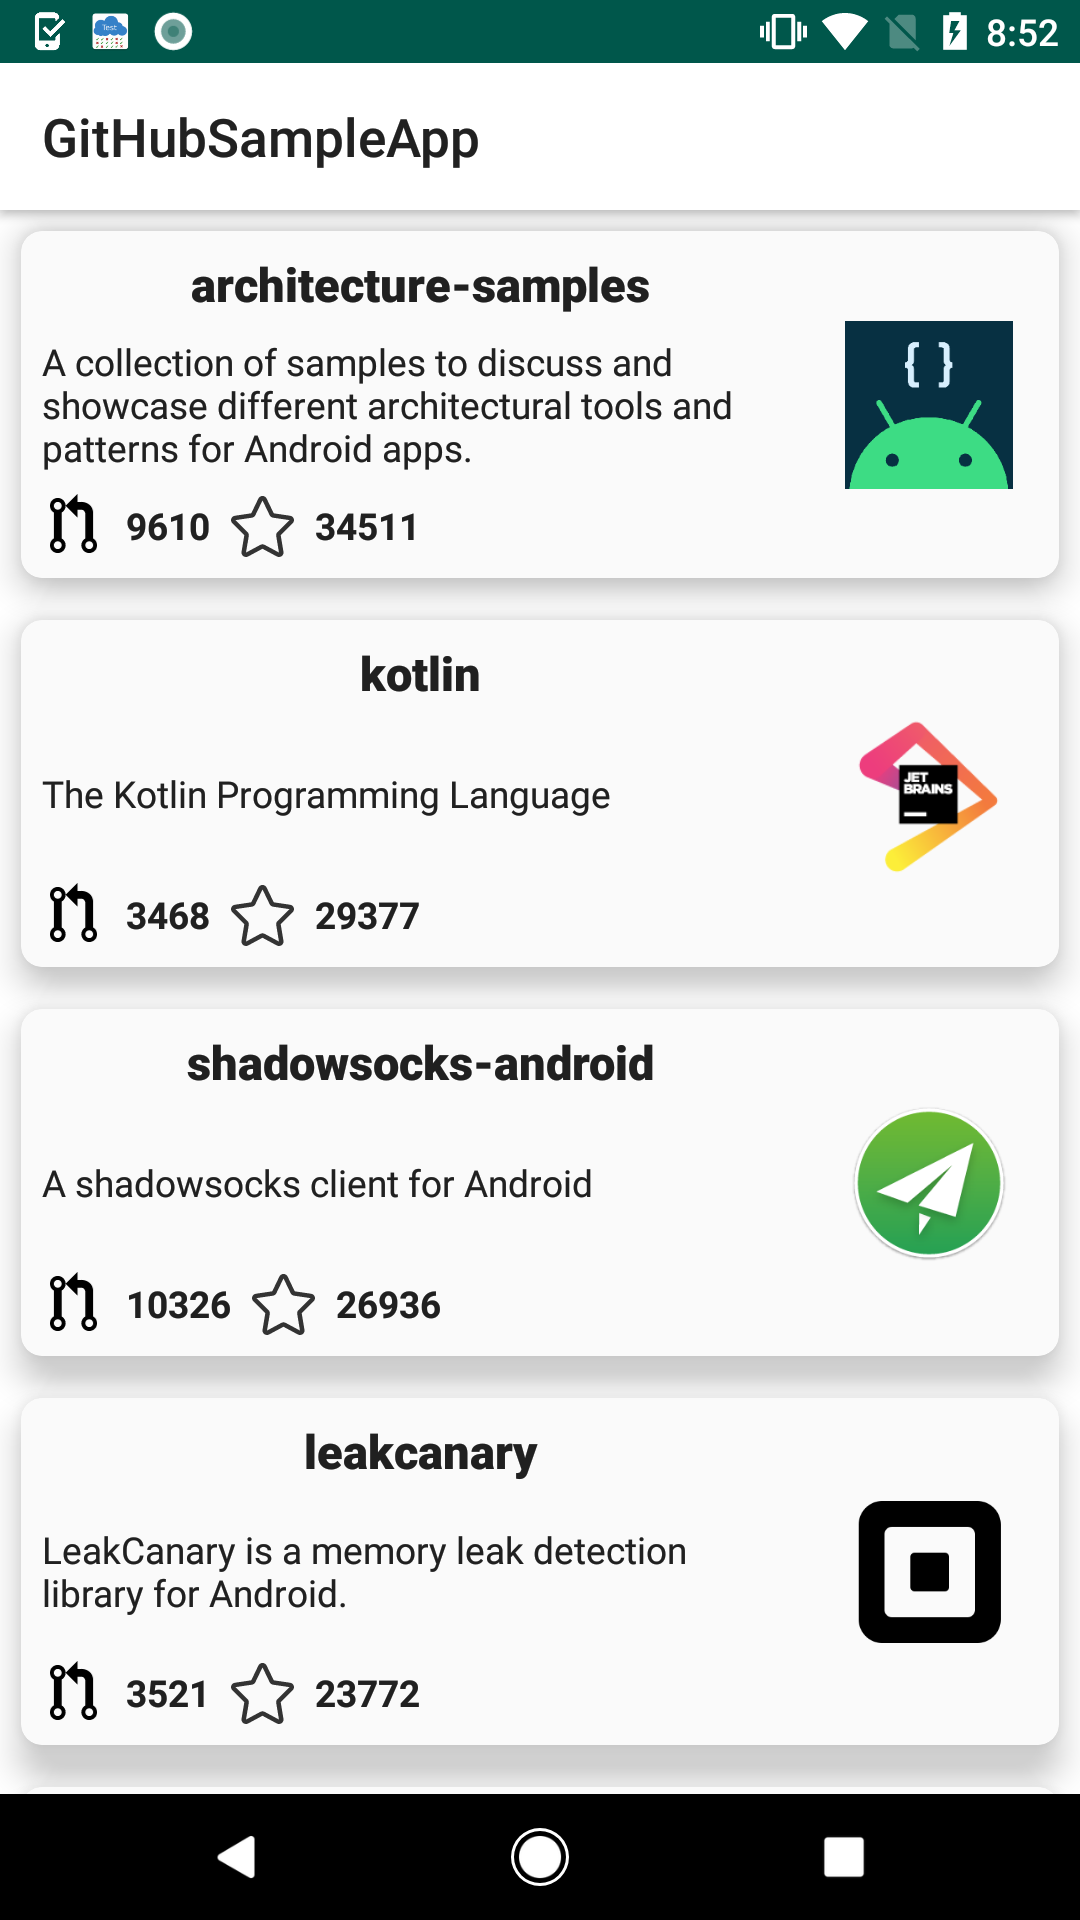 Test
8:52
GitHubSampleApp
architecture-samples
A collection of samples to discuss and
showcase different architectural tools and
patterns for Android apps.
{ }
9610 34511
kotlin
The Kotlin Programming Language
JET
BRAINS
3468 29377
shadowsocks-android
A shadowsocks client for Android
10326 26936
leakcanary
LeakCanary is a memory leak detection
library for Android.
3521 23772